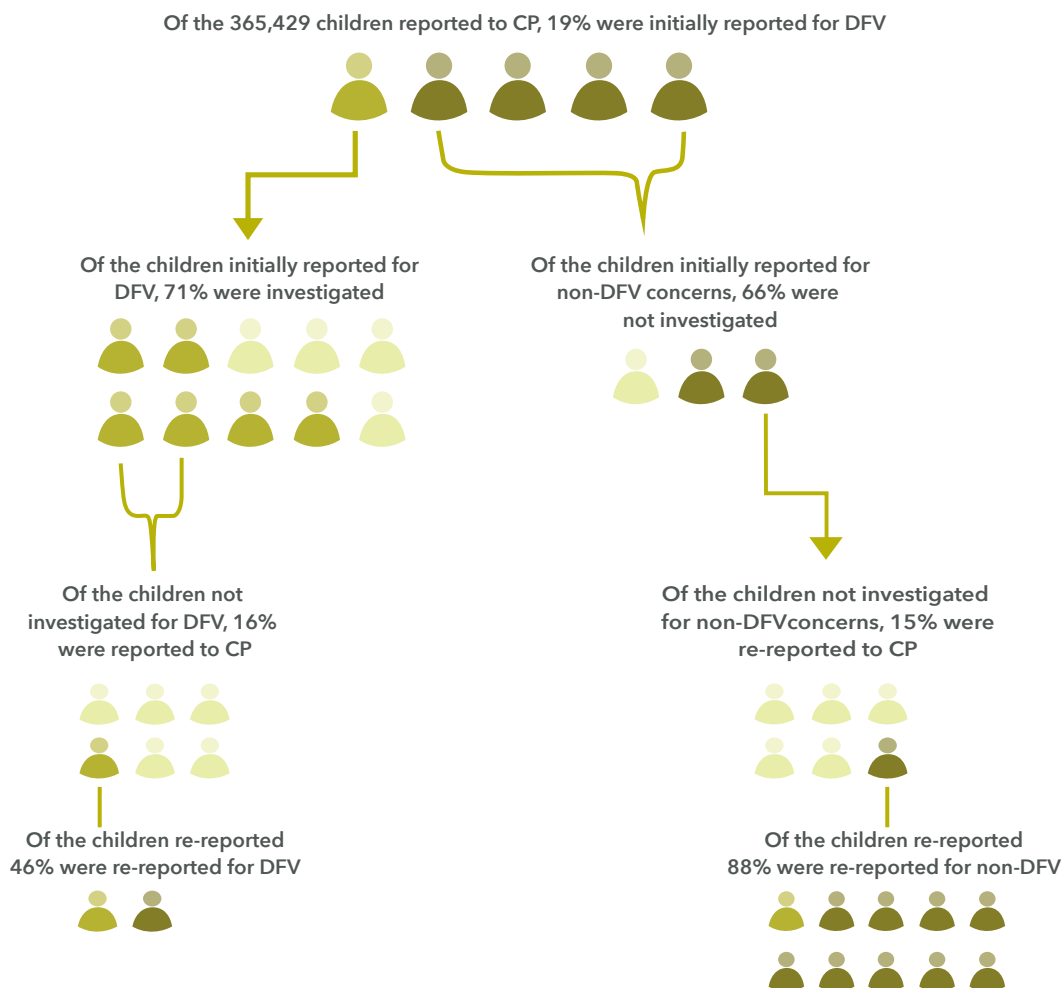 Of the 365,429 children reported to CP, 19% were initially reported for DFV
Of the children initially reported for
DFV, 71% were investigated
Of the children initially reported for
non-DFV concerns, 66% were
not investigated
Of the children not
investigated for DFV, 16%
were reported to CP
Of the children not investigated
for non-DFVconcerns, 15% were
re-reported to CP
Of the children re-reported
46% were re-reported for DFV
Of the children re-reported
88% were re-reported for non-DFV